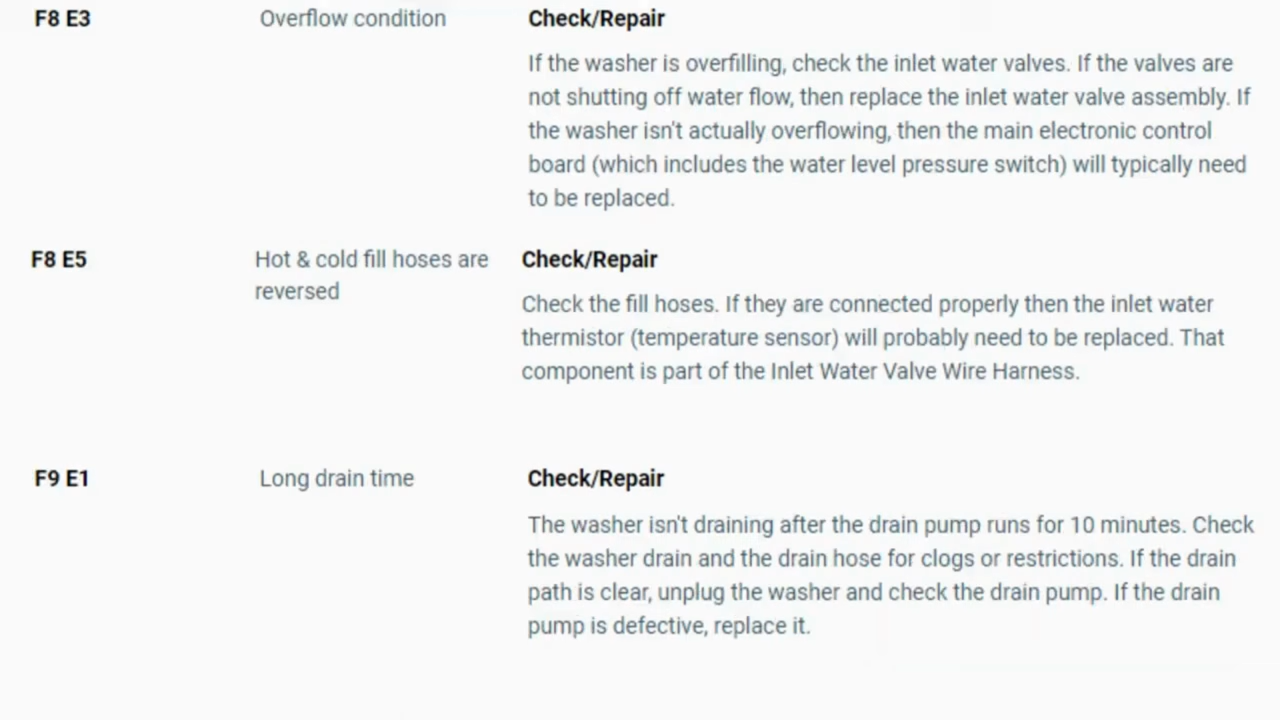 F8 E3 Overflow condition Check/Repair
If the washer is overfilling, check the inlet water valves. If the valves are
not shutting off water flow, then replace the inlet water valve assembly. If
the washer isn't actually overflowing, then the main electronic control
board (which includes the water level pressure switch) will typically need
to be replaced.
F8 E5 Hot & cold fill hoses are Check/Repair
reversed
Check the fill hoses. If they are connected properly then the inlet water
thermistor (temperature sensor) will probably need to be replaced. That
component is part of the Inlet Water Valve Wire Harness.
F9 E1 Long drain time Check/Repair
The washer isn't draining after the drain pump runs for 10 minutes. Check
the washer drain and the drain hose for clogs or restrictions. If the drain
path is clear, unplug the washer and check the drain pump. If the drain
pump is defective, replace it.